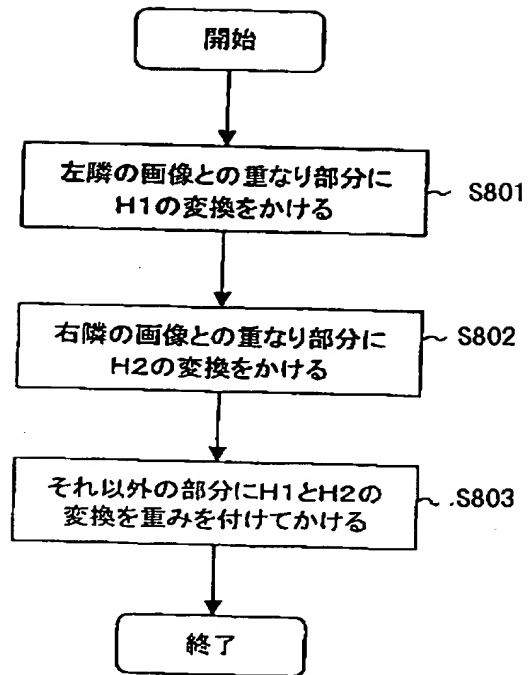 開始
左隣の画像との重なり部分に
H1の変換をかける
S801
右隣の画像との重なり部分に
H2の変換をかける
S802
それ以外の部分にH1とH2の
変換を重みを付けてかける
S803
終了